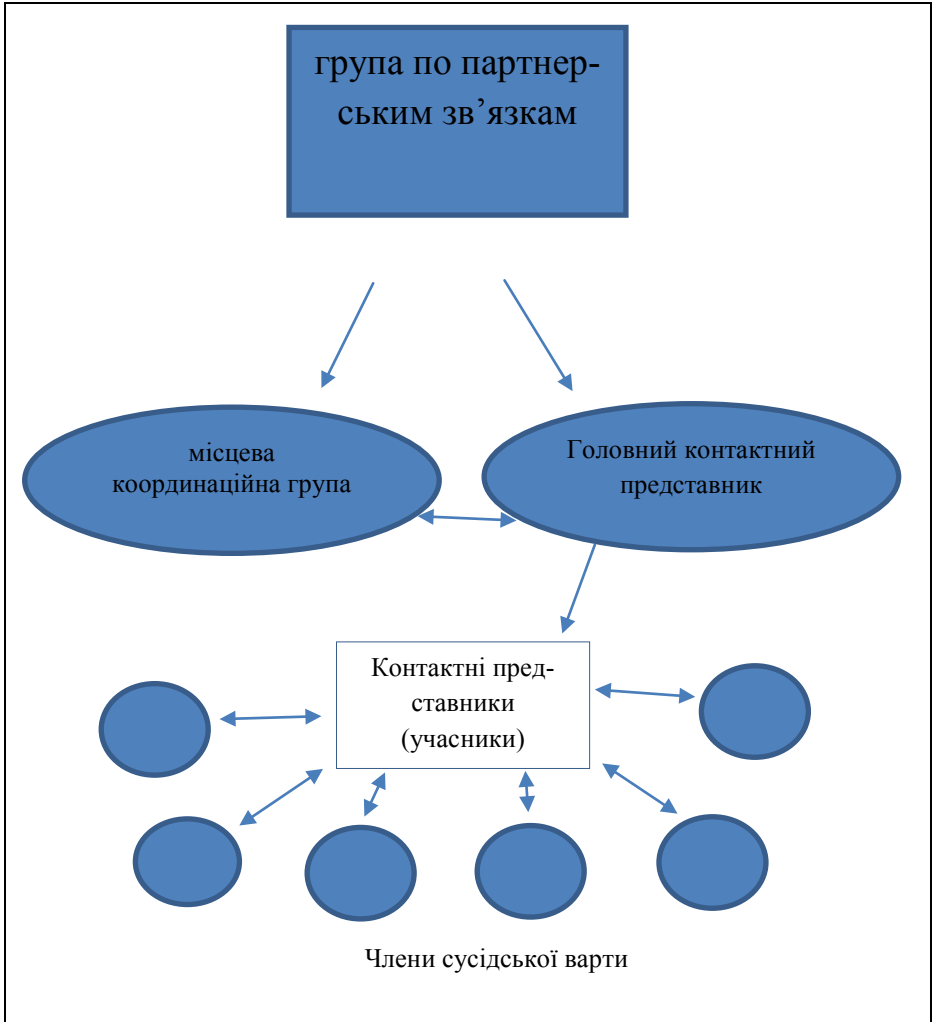 група по партнер-
ським зв’язкам
місцева
координаційна група
Головний контактний
представник
Контактні пред-
ставники
(учасники)
Члени сусідської варти